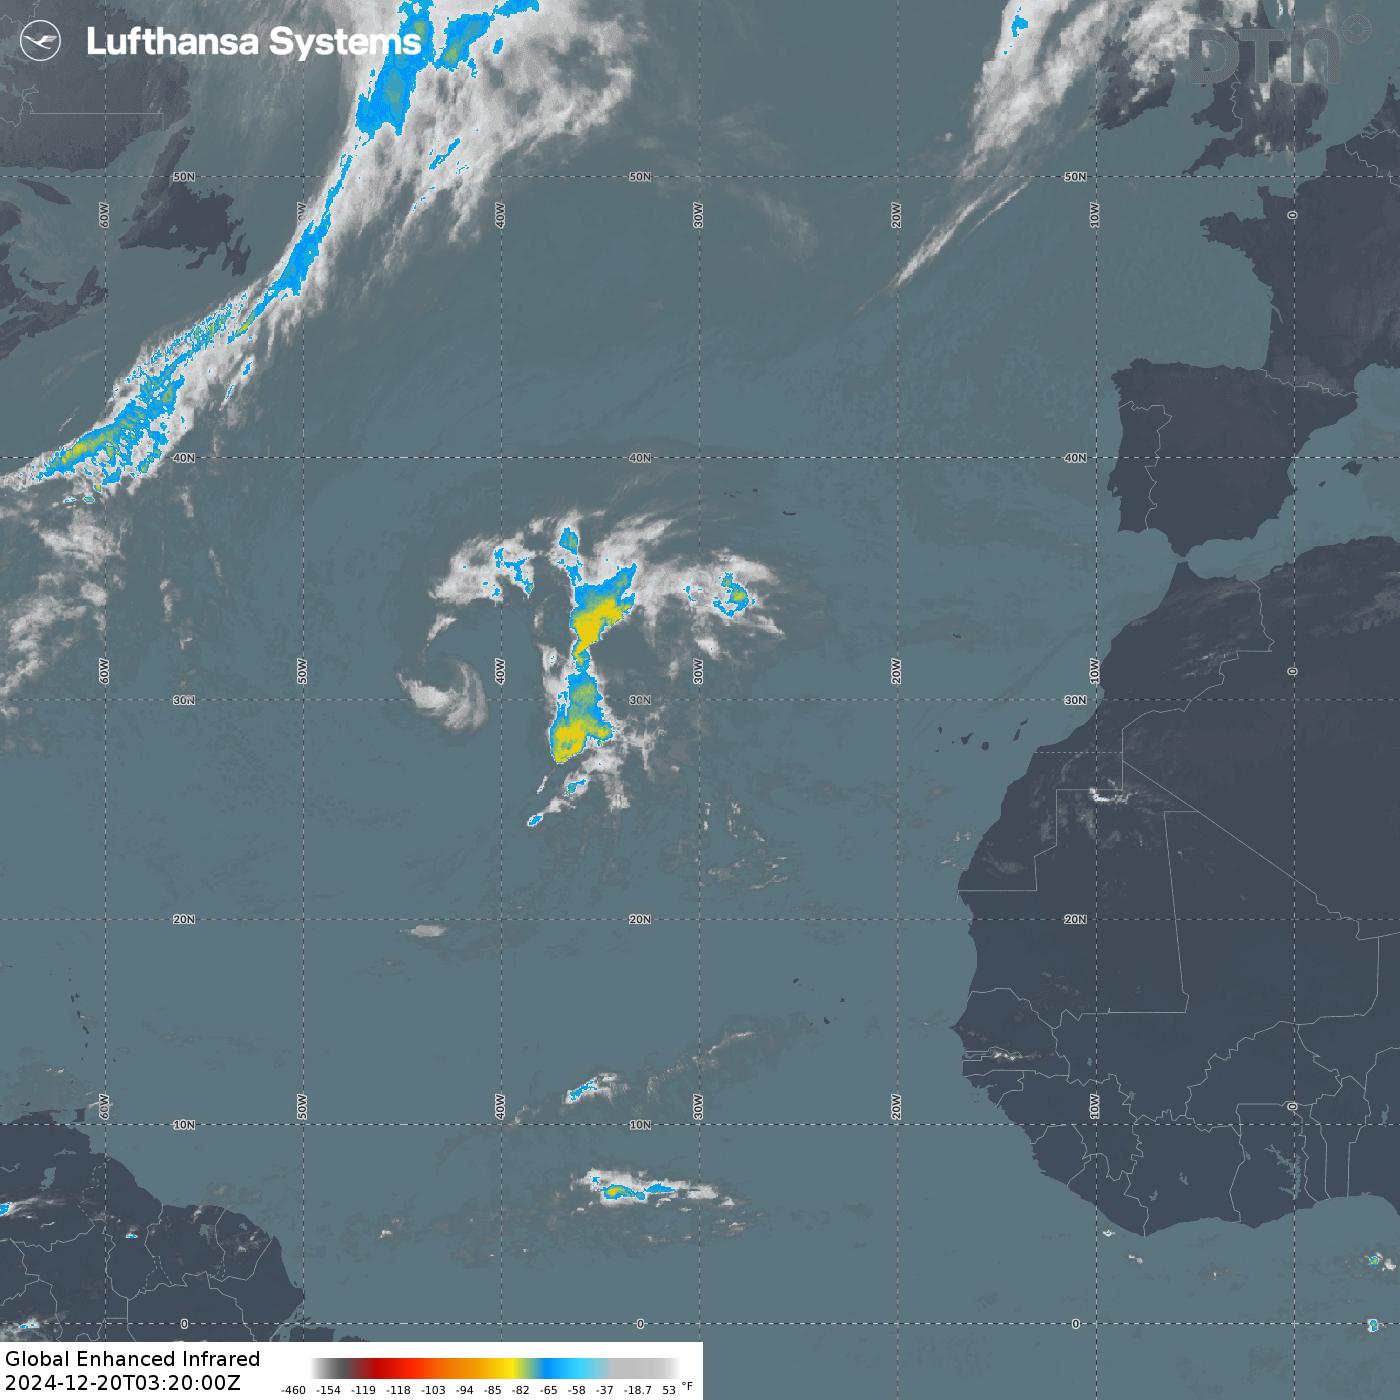 Lufthansa Systems
DTN
50N 50N 50N
60W 50W 40W 30W 20W 10W 0
40N 40N 40N
60W 50W 40W 30W 20W 10W 0
30N 30N
20N 20N 20N
60W 50W 40W 30W 20W 10W 0
10N 10N
0 0 0
Global Enhanced Infrared
2024-12-20T03:20:00Z
-460 -154 -119 -118 -103 -94 -85 -82 -65 -58 -37 -18.7 53 °F